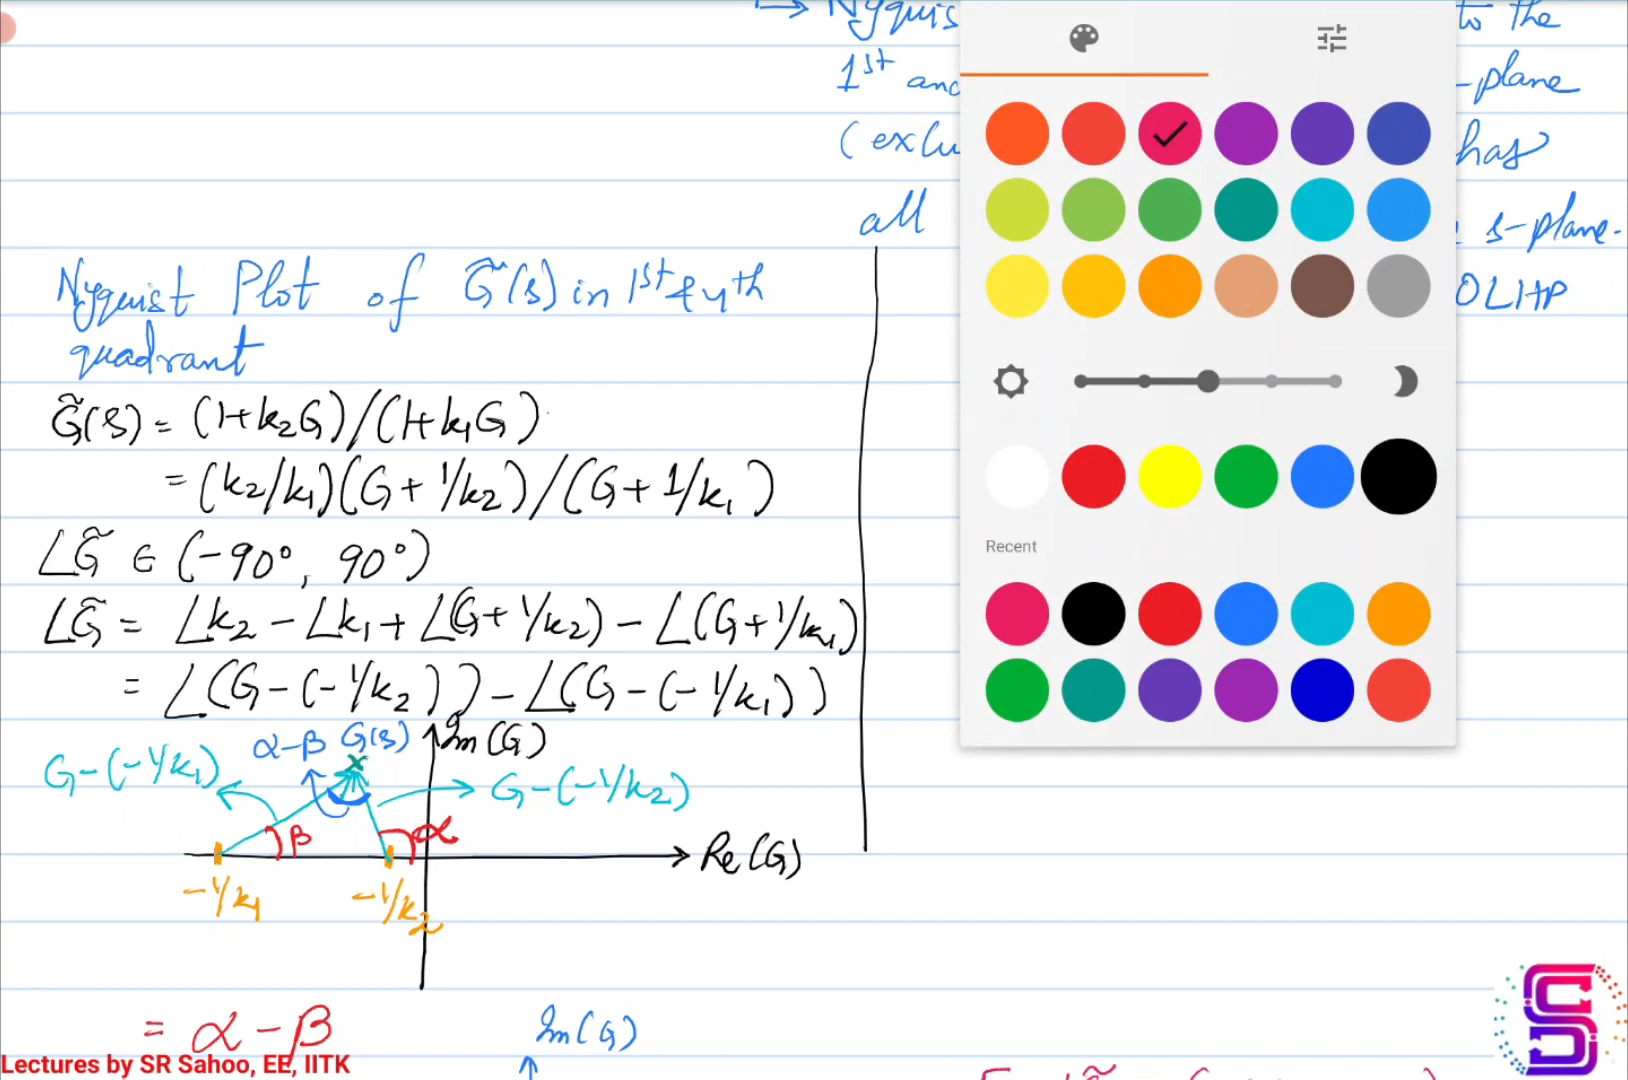 → Nyquis to the
1st and -plane
(exclu has
all s-plane.
OLHP
Nyquist Plot of G̃(s) in 1st & 4th
quadrant
G̃(s) = (1+k₂G)/(1+k₁G)
= (k₂/k₁)(G+1/k₂)/(G+1/k₁)
∠G̃ ∈ (-90°, 90°)
∠G̃ = ∠k₂ - ∠k₁ + ∠(G+1/k₂) - ∠(G+1/k₁)
= ∠(G-(-1/k₂)) - ∠(G-(-1/k₁))
α-β G(s) Im(G)
G-(-1/k₁) G-(-1/k₂)
β α
Re(G)
-1/k₁ -1/k₂
= α-β Im(G)
Recent
Lectures by SR Sahoo, EE, IITK